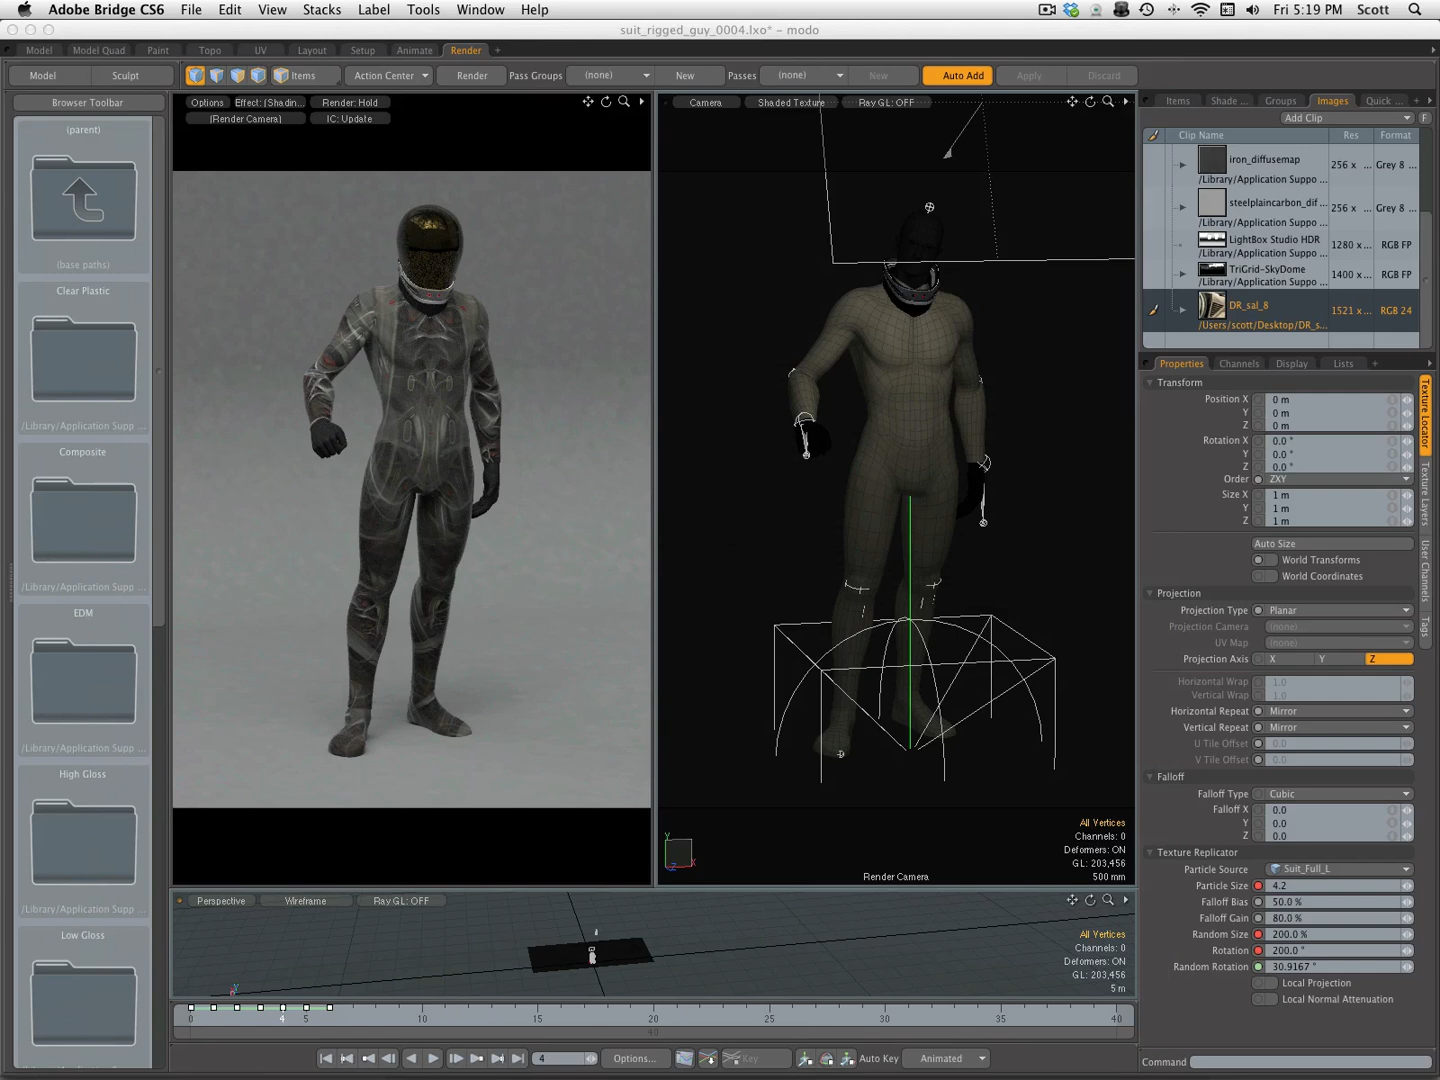 Adobe Bridge CS6 File Edit View Stacks Label Tools Window Help Fri 5:19 PM Scott
suit_rigged_guy_0004.lxo* – modo
Model Model Quad Paint Topo UV Layout Setup Animate Render +
Model Sculpt Items Action Center Render Pass Groups (none) New Passes (none) New Auto Add Apply Discard
Browser Toolbar
(parent)
(base paths)
Clear Plastic
/Library/Application Supp ...
Composite
/Library/Application Supp ...
EDM
/Library/Application Supp ...
High Gloss
/Library/Application Supp ...
Low Gloss
Options Effect: (Shadin... Render: Hold
(Render Camera) IC: Update
Camera Shaded Texture Ray GL: OFF
All Vertices
Channels: 0
Deformers: ON
GL: 203,456
500 mm
Render Camera
Y
X
Z
Perspective Wireframe Ray GL: OFF
All Vertices
Channels: 0
Deformers: ON
GL: 203,456
5 m
0 4 5 10 15 20 25 30 35 40
40
4 Options... Key Auto Key Animated
Items Shade ... Groups Images Quick ... +
Add Clip F
Clip Name Res Format
iron_diffusemap 256 x ... Grey 8 ...
/Library/Application Suppo ...
steelplaincarbon_dif ... 256 x ... Grey 8 ...
/Library/Application Suppo ...
LightBox Studio HDR 1280 x ... RGB FP
/Library/Application Suppo ...
TriGrid-SkyDome 1400 x ... RGB FP
/Library/Application Suppo ...
DR_sal_8 1521 x ... RGB 24
/Users/scott/Desktop/DR_s...
Properties Channels Display Lists +
Texture Locator
Texture Layers
User Channels
Tags
Transform
Position X 0 m
Y 0 m
Z 0 m
Rotation X 0.0 °
Y 0.0 °
Z 0.0 °
Order ZXY
Size X 1 m
Y 1 m
Z 1 m
Auto Size
World Transforms
World Coordinates
Projection
Projection Type Planar
Projection Camera (none)
UV Map (none)
Projection Axis X Y Z
Horizontal Wrap 1.0
Vertical Wrap 1.0
Horizontal Repeat Mirror
Vertical Repeat Mirror
U Tile Offset 0.0
V Tile Offset 0.0
Falloff
Falloff Type Cubic
Falloff X 0.0
Y 0.0
Z 0.0
Texture Replicator
Particle Source Suit_Full_L
Particle Size 4.2
Falloff Bias 50.0 %
Falloff Gain 80.0 %
Random Size 200.0 %
Rotation 200.0 °
Random Rotation 30.9167 °
Local Projection
Local Normal Attenuation
Command